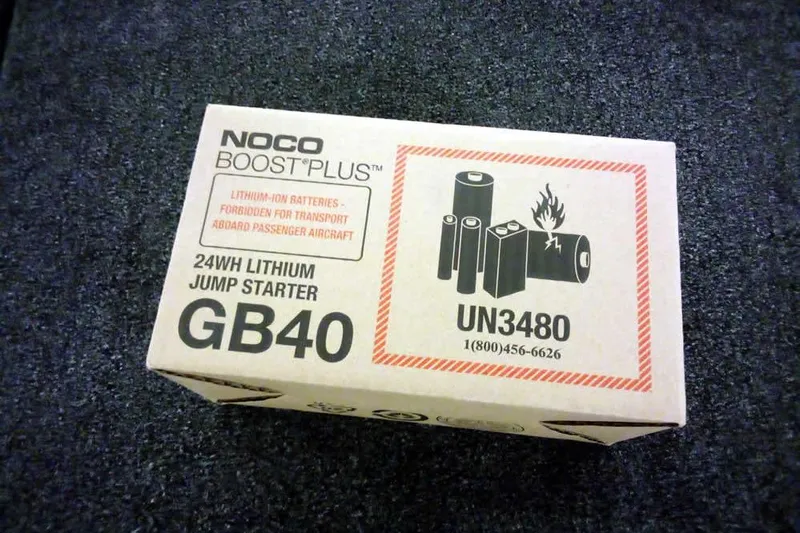 NOCO
BOOST®PLUS™
LITHIUM-ION BATTERIES -
FORBIDDEN FOR TRANSPORT
ABOARD PASSENGER AIRCRAFT
24WH LITHIUM
JUMP STARTER
GB40
UN3480
1(800)456-6626